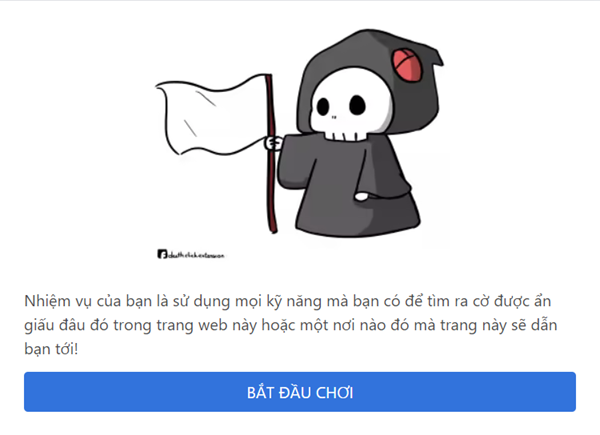 Nhiệm vụ của bạn là sử dụng mọi kỹ năng mà bạn có để tìm ra cờ được ẩn
giấu đâu đó trong trang web này hoặc một nơi nào đó mà trang này sẽ dẫn
bạn tới!
BẮT ĐẦU CHƠI